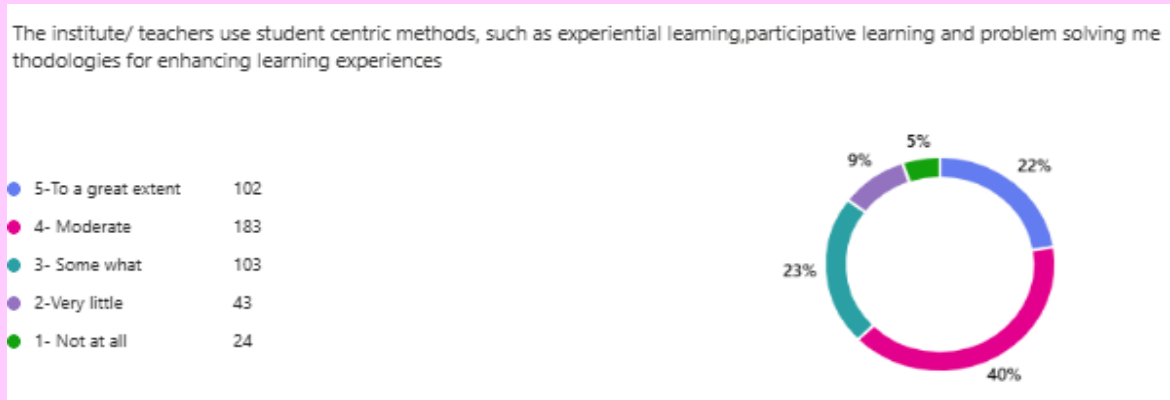 The institute/ teachers use student centric methods, such as experiential learning,participative learning and problem solving me
thodologies for enhancing learning experiences
5-To a great extent 102
4- Moderate 183
3- Some what 103
2-Very little 43
1- Not at all 24
5%
9%
22%
23%
40%